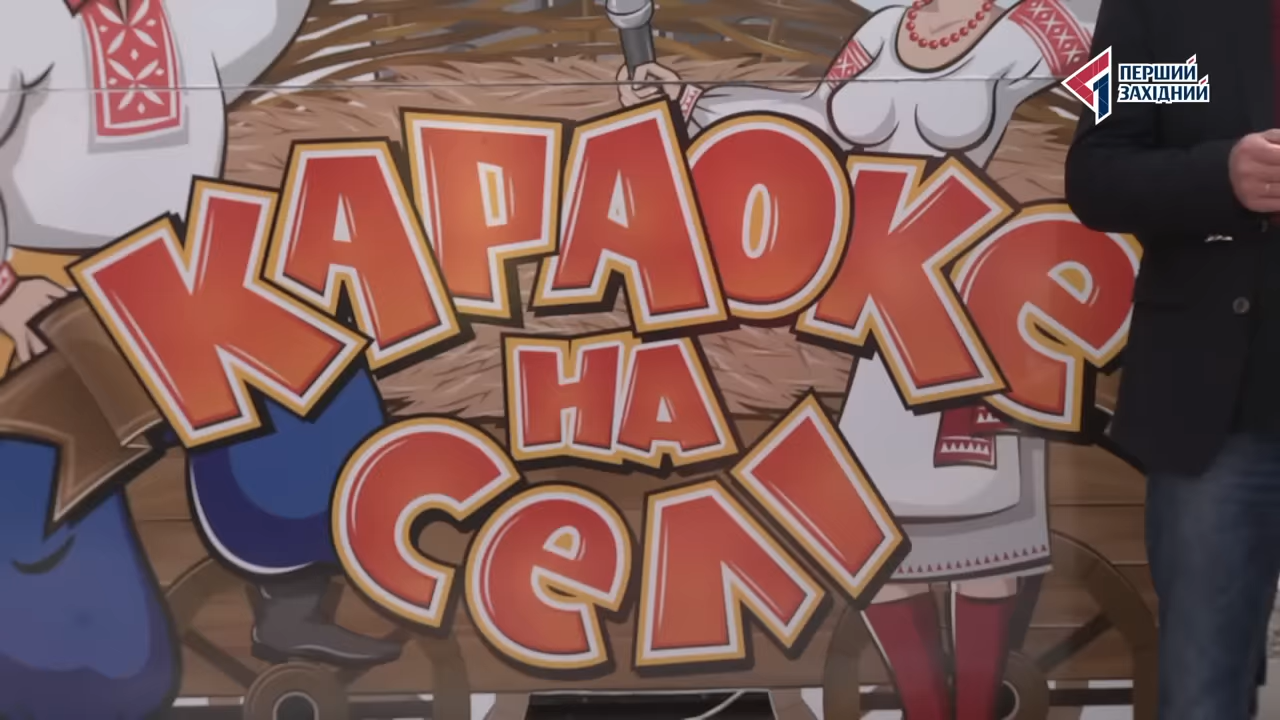 ПЕРШИЙ
ЗАХІДНИЙ
КАРАОКЕ
НА
СЕЛІ